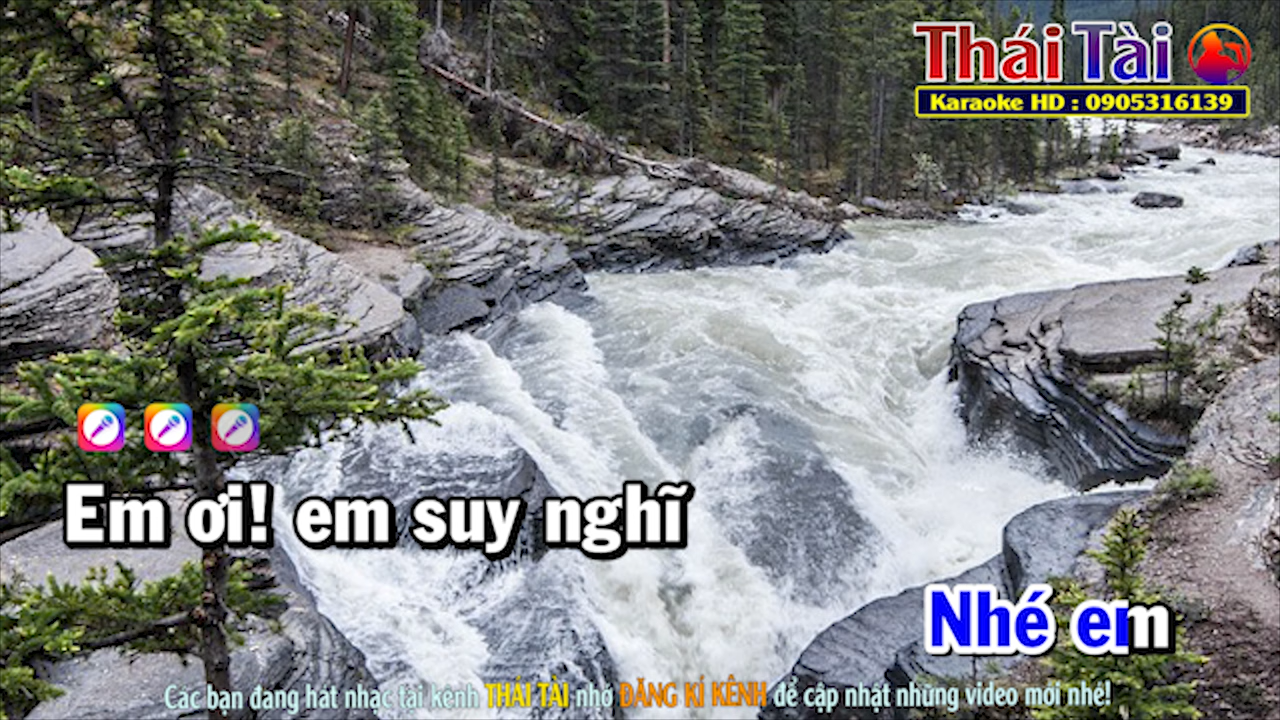 Thái Tài
Karaoke HD : 0905316139
Em ơi! em suy nghĩ
Nhé em
Các bạn đang hát nhạc tại kênh THÁI TÀI nhớ ĐĂNG KÍ KÊNH để cập nhật những video mới nhé!